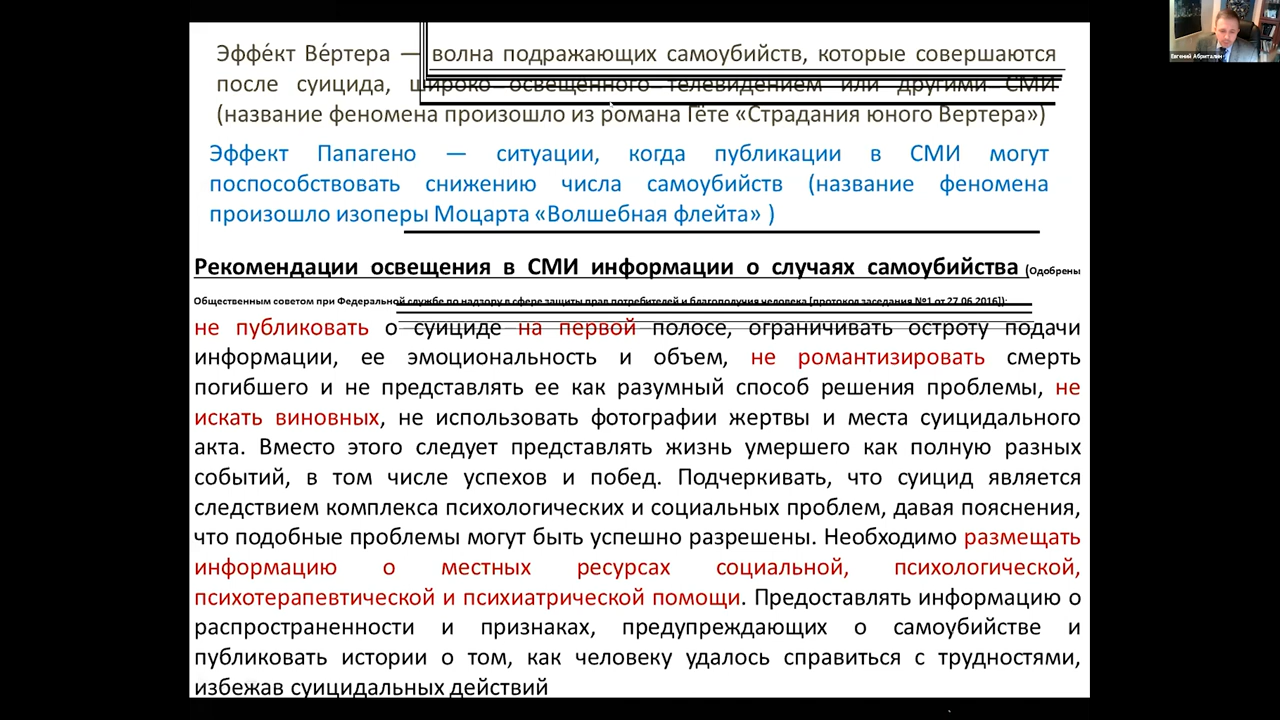 Эффе́кт Ве́ртера — волна подражающих самоубийств, которые совершаются
после суицида, широко освещенного телевидением или другими СМИ
(название феномена произошло из романа Гёте «Страдания юного Вертера»)
Эффект Папагено — ситуации, когда публикации в СМИ могут
поспособствовать снижению числа самоубийств (название феномена
произошло изоперы Моцарта «Волшебная флейта» )
Рекомендации освещения в СМИ информации о случаях самоубийства (Одобрены
Общественным советом при Федеральной службе по надзору в сфере защиты прав потребителей и благополучия человека [протокол заседания №1 от 27.06.2016]):
не публиковать о суициде на первой полосе, ограничивать остроту подачи
информации, ее эмоциональность и объем, не романтизировать смерть
погибшего и не представлять ее как разумный способ решения проблемы, не
искать виновных, не использовать фотографии жертвы и места суицидального
акта. Вместо этого следует представлять жизнь умершего как полную разных
событий, в том числе успехов и побед. Подчеркивать, что суицид является
следствием комплекса психологических и социальных проблем, давая пояснения,
что подобные проблемы могут быть успешно разрешены. Необходимо размещать
информацию о местных ресурсах социальной, психологической,
психотерапевтической и психиатрической помощи. Предоставлять информацию о
распространенности и признаках, предупреждающих о самоубийстве и
публиковать истории о том, как человеку удалось справиться с трудностями,
избежав суицидальных действий
Евгений Абриталин